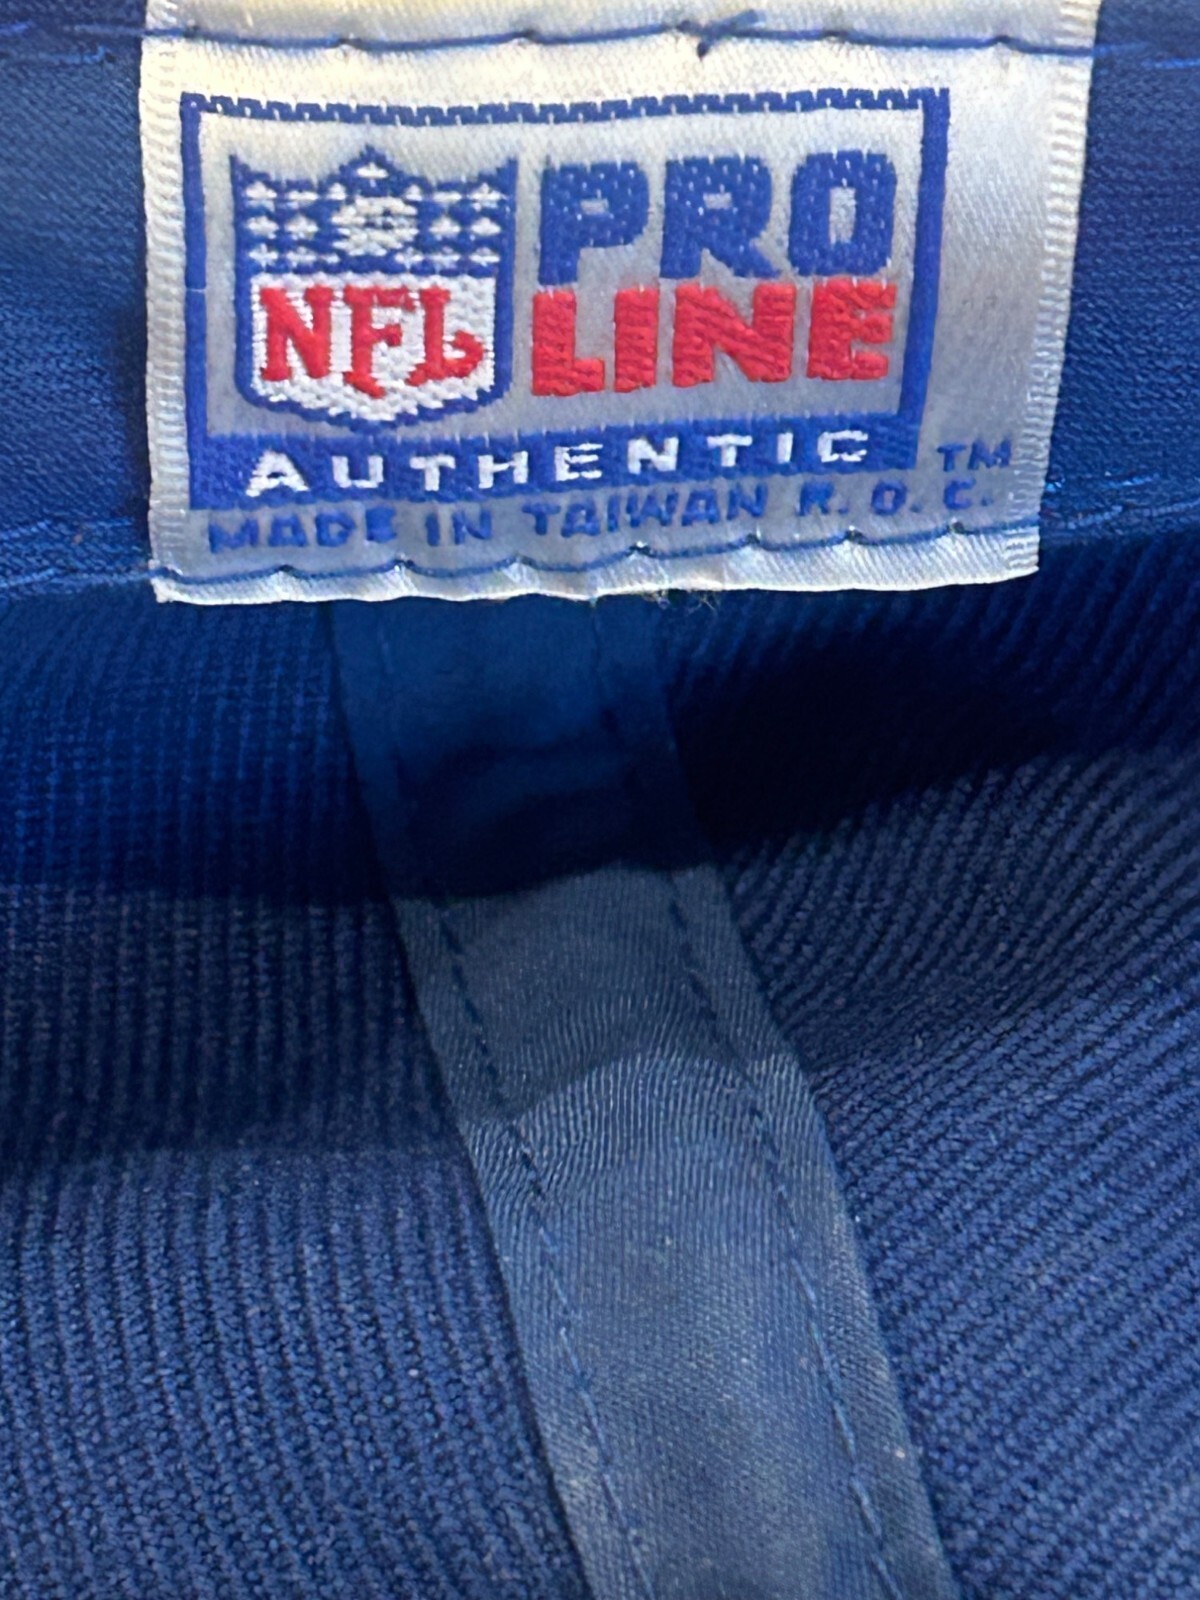 PRO
NFL LINE
AUTHENTIC TM
MADE IN TAIWAN R. O. C.